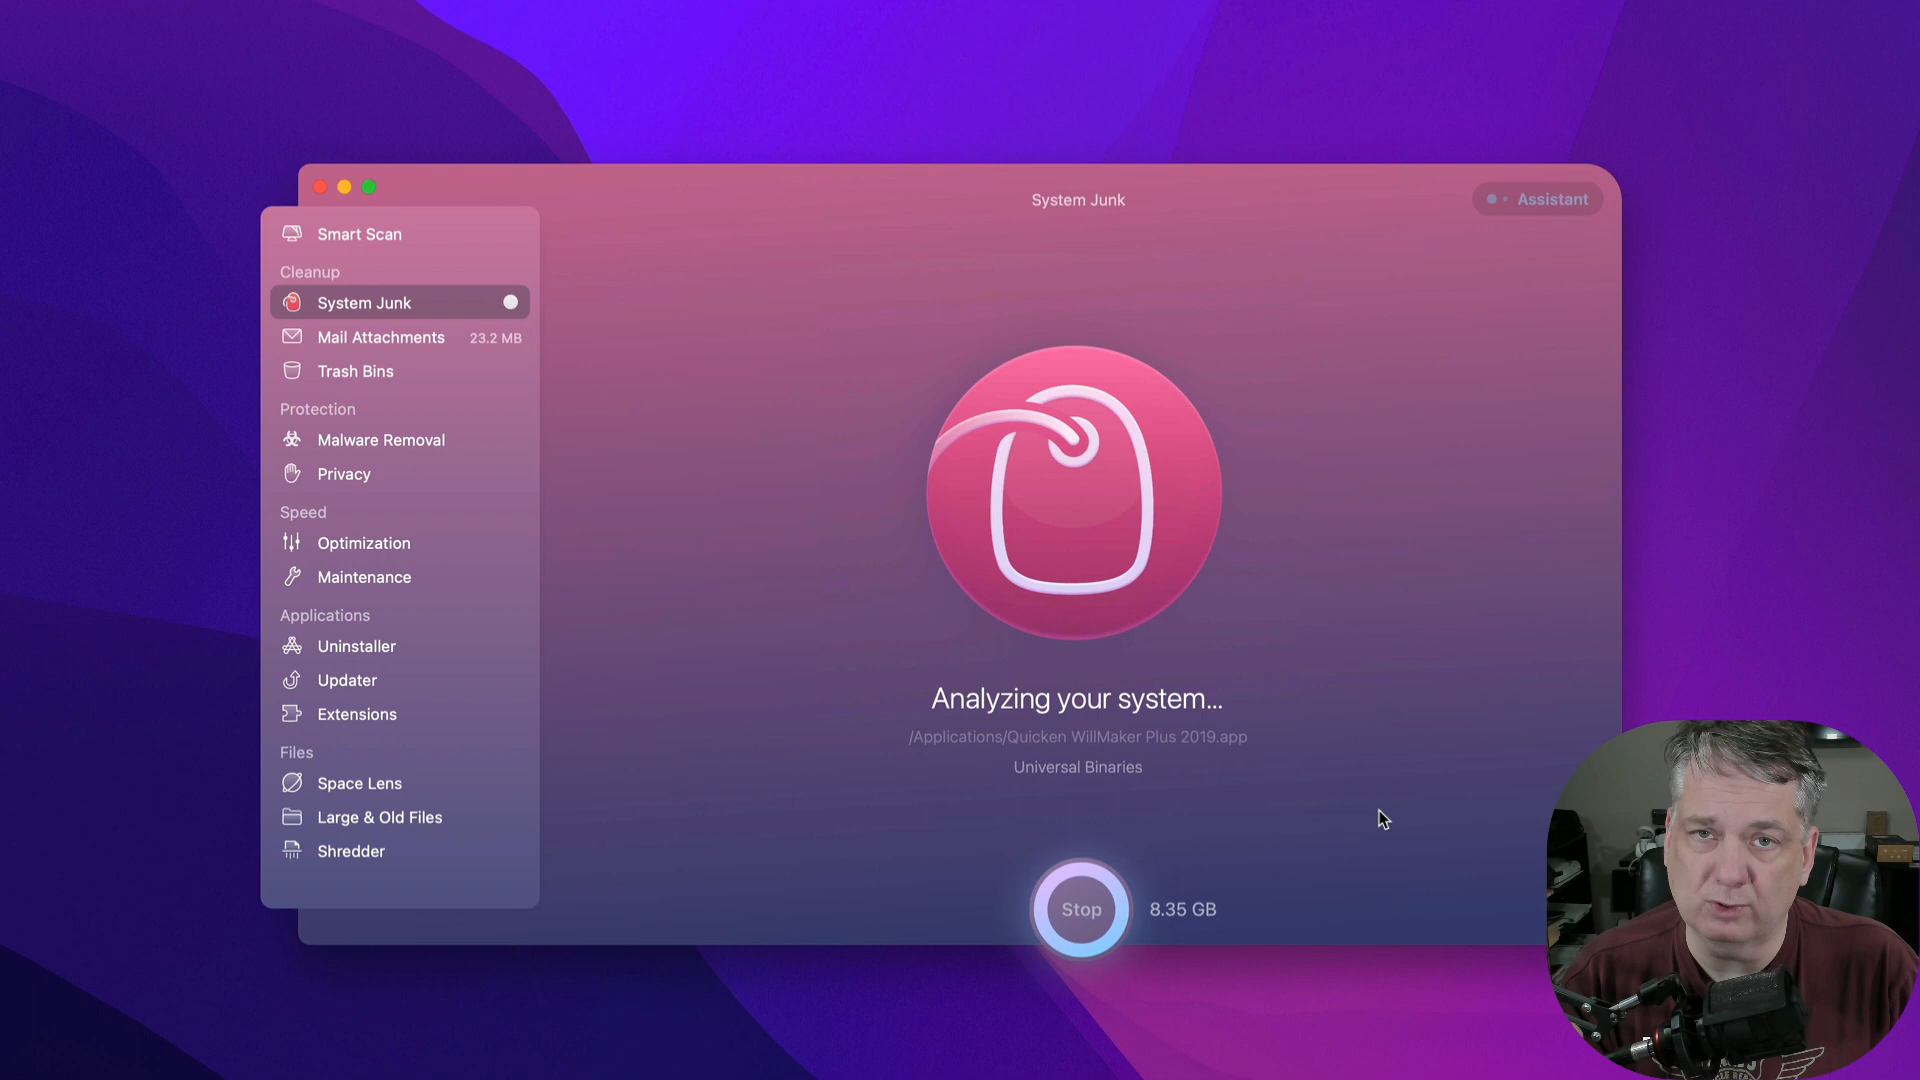 System Junk
Assistant
Smart Scan
Cleanup
System Junk
Mail Attachments 23.2 MB
Trash Bins
Protection
Malware Removal
Privacy
Speed
Optimization
Maintenance
Applications
Uninstaller
Updater
Extensions
Files
Space Lens
Large & Old Files
Shredder
Analyzing your system...
/Applications/Quicken WillMaker Plus 2019.app
Universal Binaries
Stop 8.35 GB